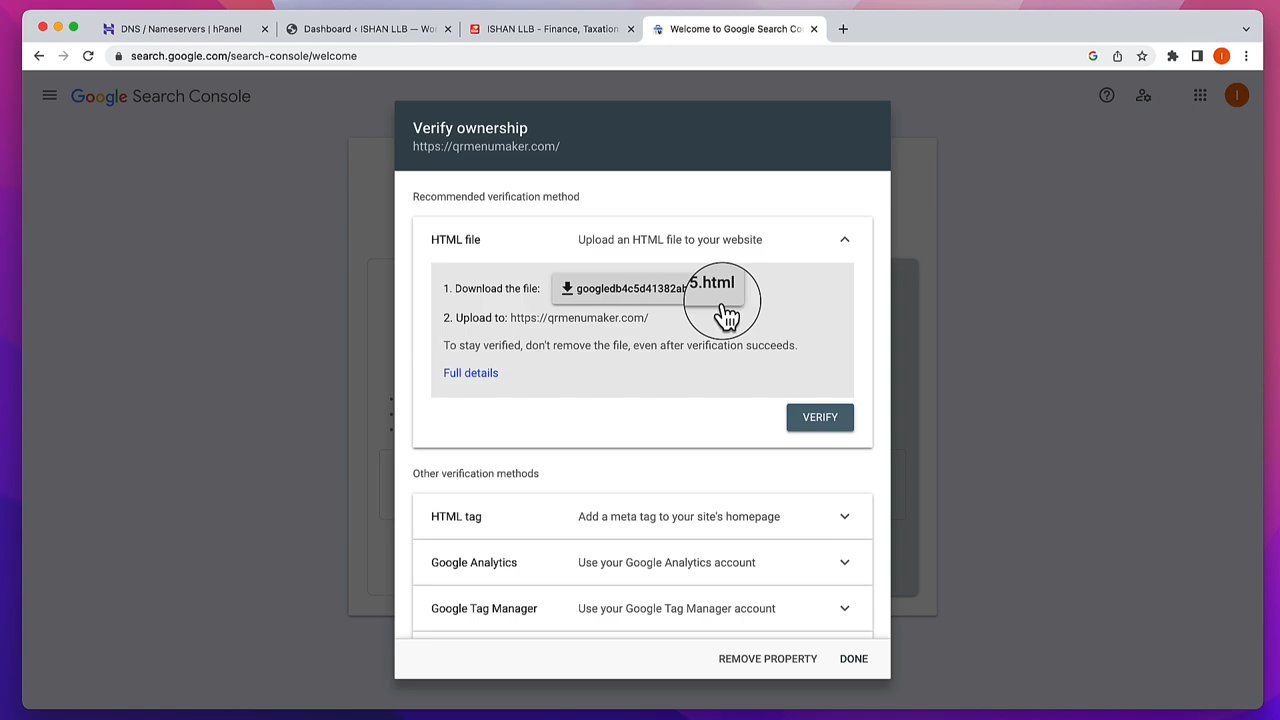 DNS / Nameservers | hPanel
Dashboard ‹ ISHAN LLB — Wor
ISHAN LLB - Finance, Taxation
Welcome to Google Search Co
search.google.com/search-console/welcome
Google Search Console
I
Verify ownership
https://qrmenumaker.com/
Recommended verification method
HTML file Upload an HTML file to your website
1. Download the file: googledb4c5d41382ab 5.html
2. Upload to: https://qrmenumaker.com/
To stay verified, don't remove the file, even after verification succeeds.
Full details
VERIFY
Other verification methods
HTML tag Add a meta tag to your site's homepage
Google Analytics Use your Google Analytics account
Google Tag Manager Use your Google Tag Manager account
REMOVE PROPERTY DONE